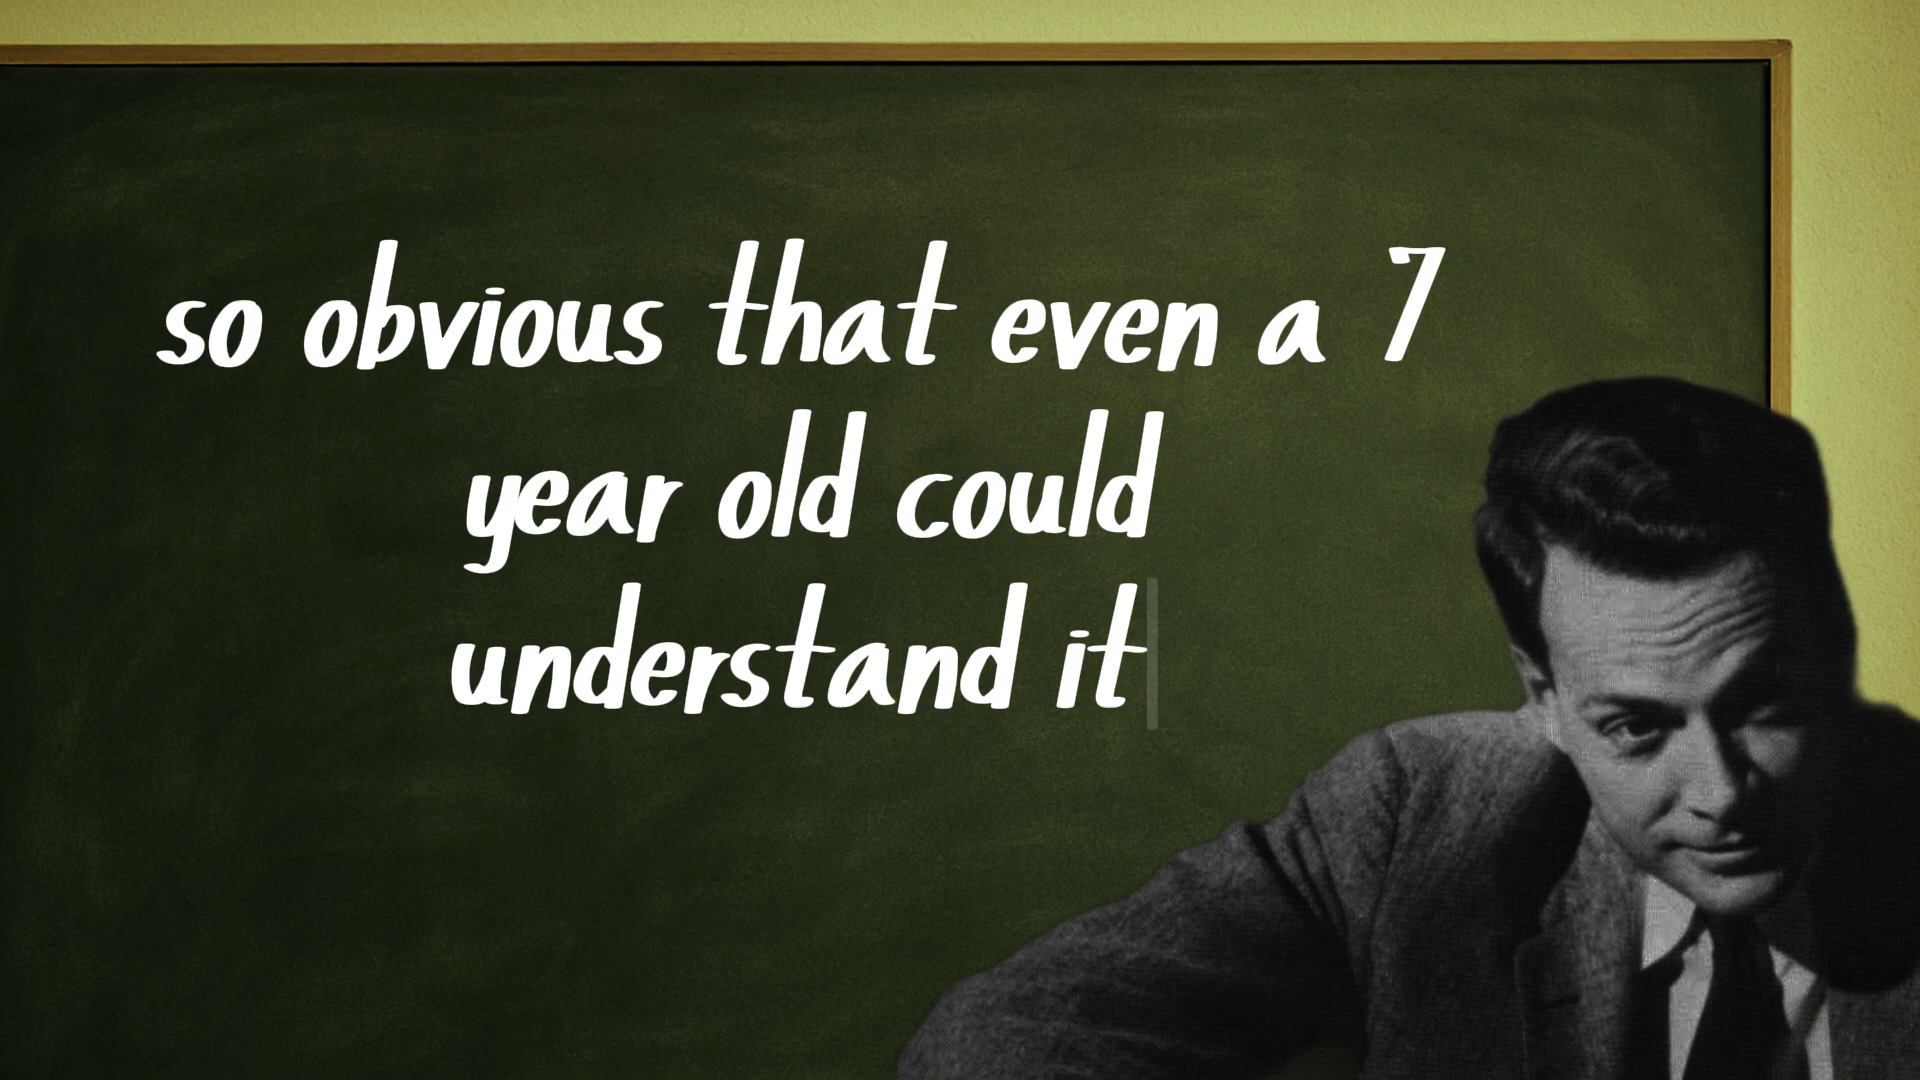 so obvious that even a 7
year old could
understand it